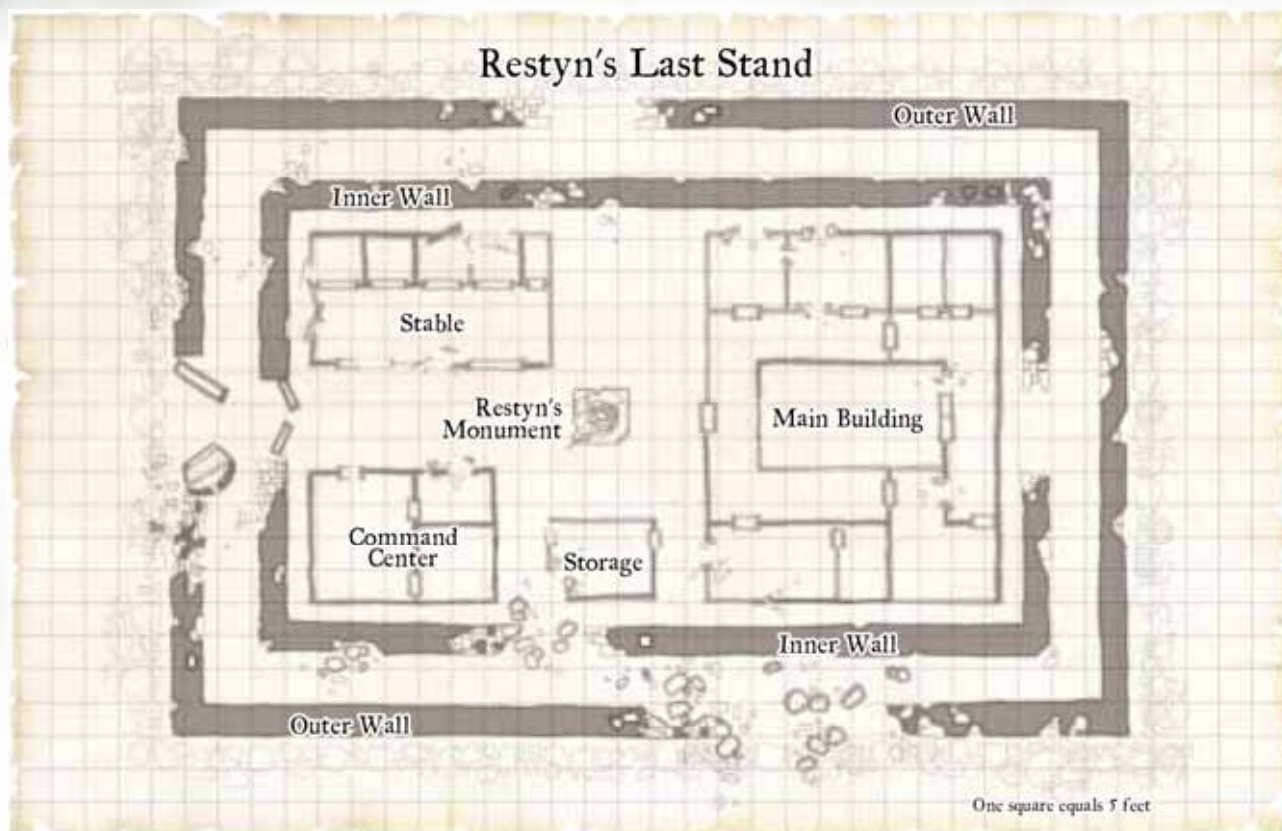 Restyn's Last Stand
Outer Wall
Inner Wall
Stable
Restyn's
Monument
Main Building
Command
Center
Storage
Inner Wall
Outer Wall
One square equals 5 feet